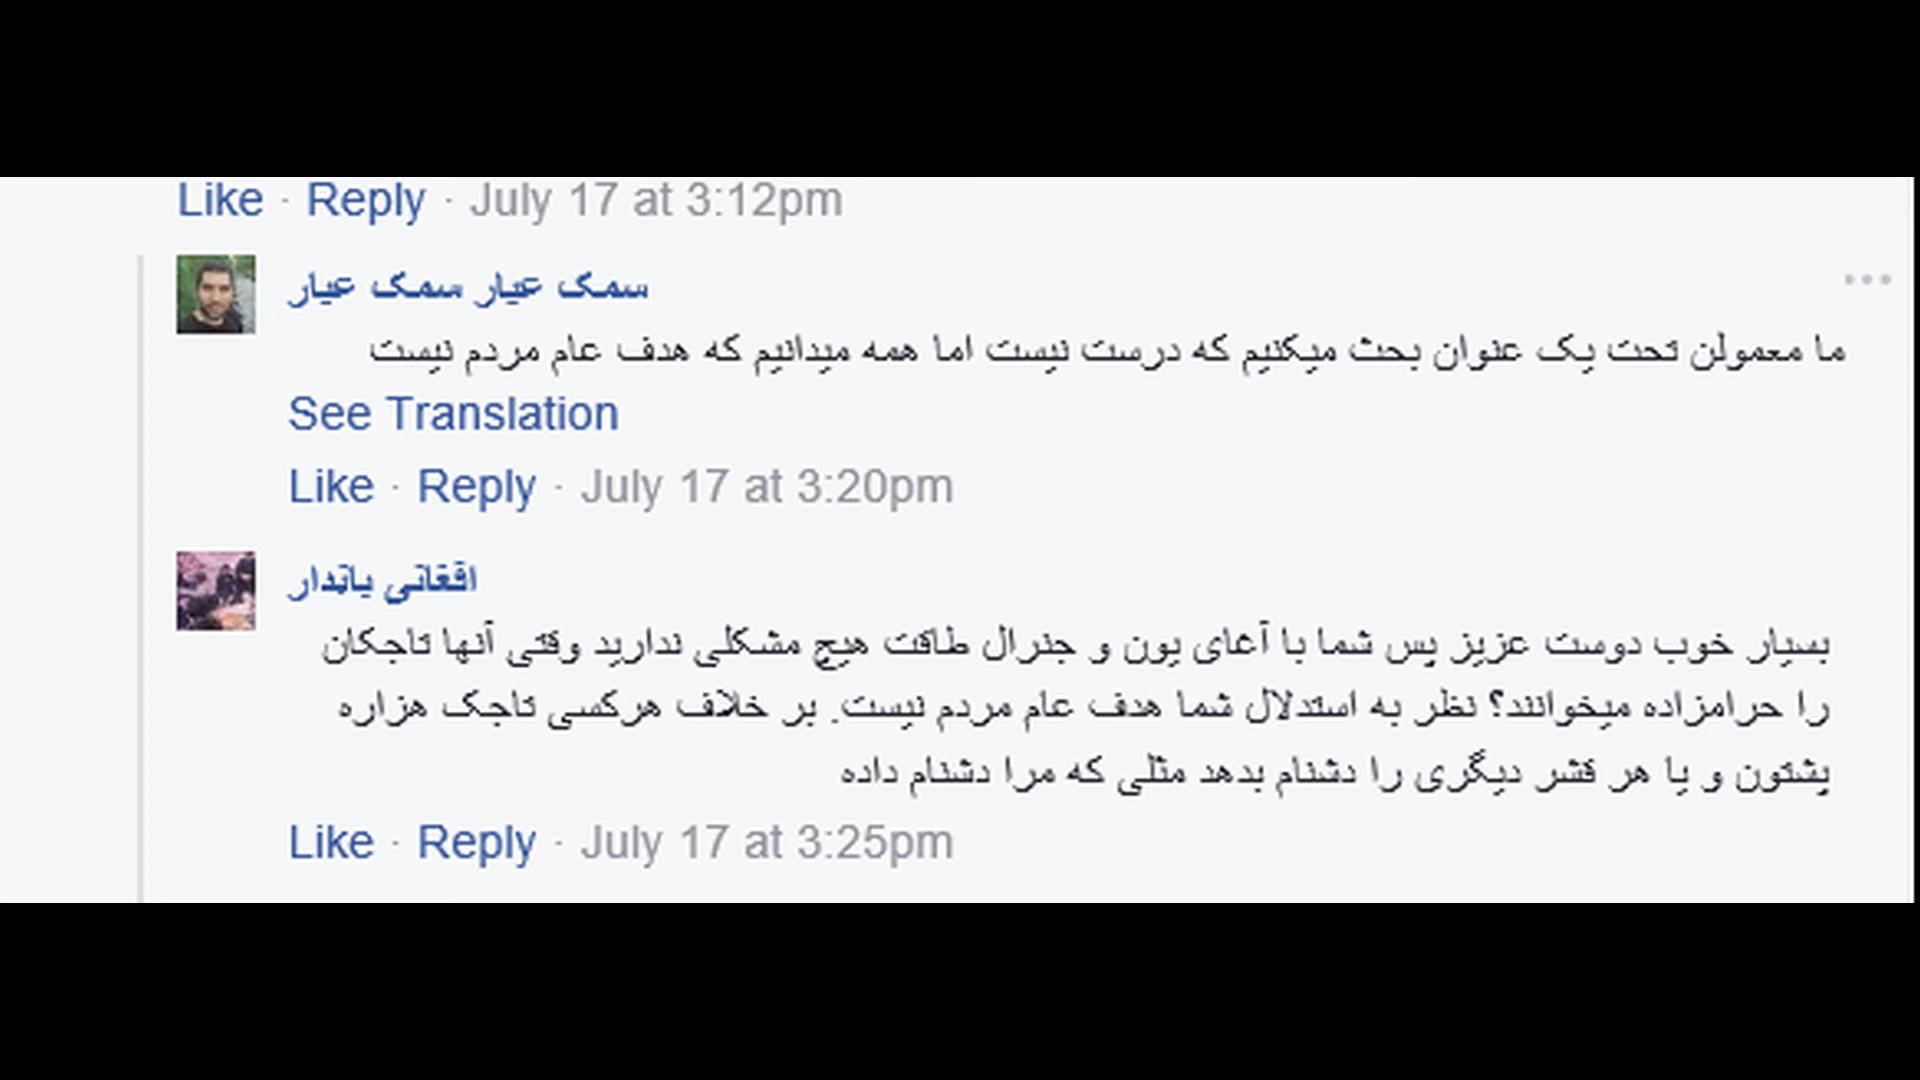 Like · Reply · July 17 at 3:12pm
سمک عیار سمک عیار
ما معمولن تحت یک عنوان بحث میکنیم که درست نیست اما همه میدانیم که هدف عام مردم نیست
See Translation
Like · Reply · July 17 at 3:20pm
افغانی پاندار
بسیار خوب دوست عزیز پس شما با آغای یون و جنرال طاقت هیچ مشکلی ندارید وقتی آنها تاجکان
را حرامزاده میخوانند؟ نظر به استدلال شما هدف عام مردم نیست. بر خلاف هرکسی تاجک هزاره
پشتون و یا هر قشر دیگری را دشنام بدهد مثلی که مرا دشنام داده
Like · Reply · July 17 at 3:25pm